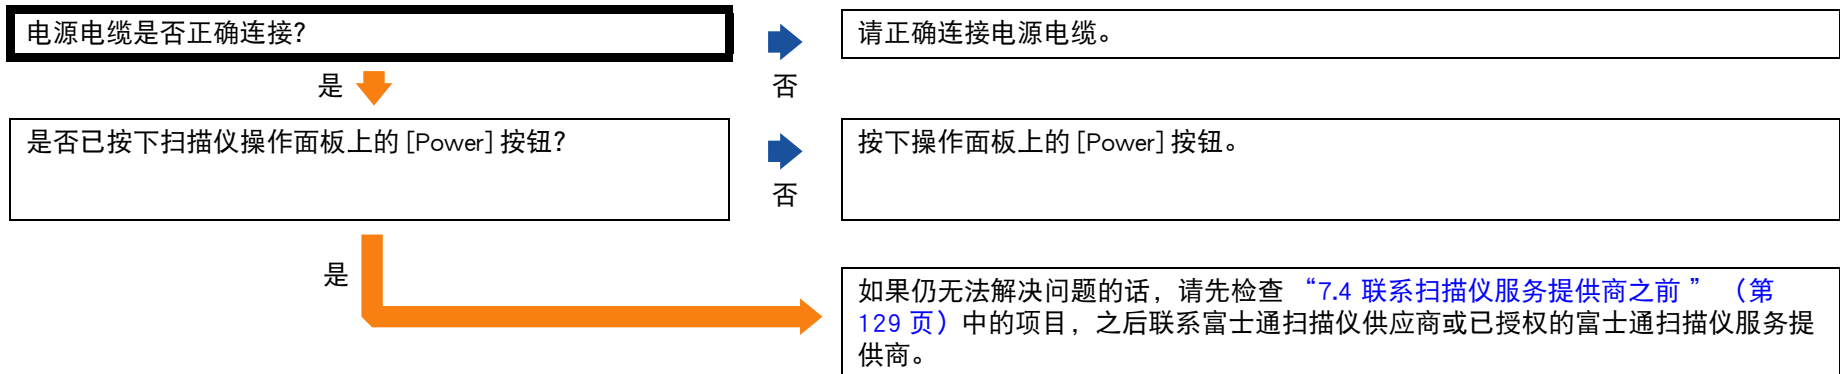 电源电缆是否正确连接?
请正确连接电源电缆。
是
否
是否已按下扫描仪操作面板上的 [Power] 按钮?
按下操作面板上的 [Power] 按钮。
否
是
如果仍无法解决问题的话，请先检查 “7.4 联系扫描仪服务提供商之前 ” （第
129 页）中的项目，之后联系富士通扫描仪供应商或已授权的富士通扫描仪服务提
供商。